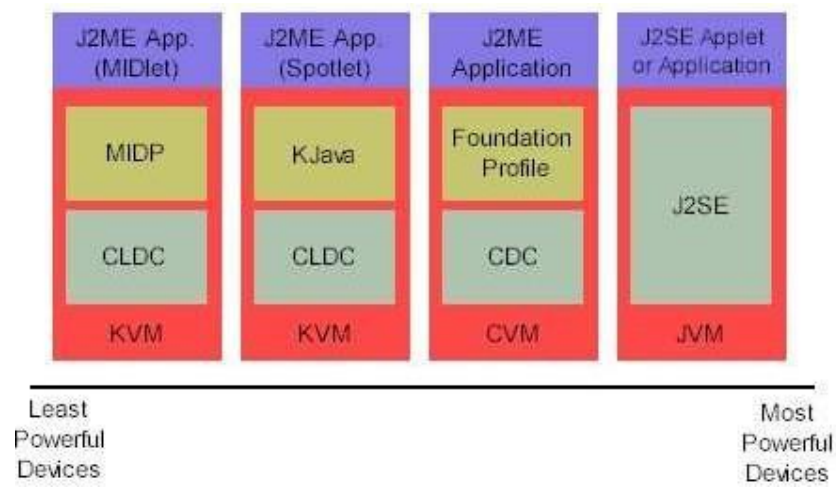 J2ME App.
(MIDlet)
MIDP
CLDC
KVM
J2ME App.
(Spotlet)
KJava
CLDC
KVM
J2ME
Application
Foundation
Profile
CDC
CVM
J2SE Applet
or Application
J2SE
JVM
Least
Powerful
Devices
Most
Powerful
Devices